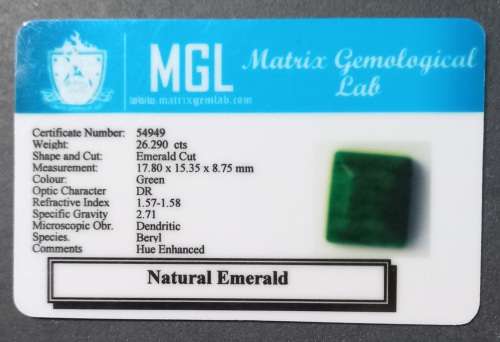 MGL
Matrix Gemological
Lab
www.matrixgemlab.com
Certificate Number: 54949
Weight: 26.290 cts
Shape and Cut: Emerald Cut
Measurement: 17.80 x 15.35 x 8.75 mm
Colour: Green
Optic Character DR
Refractive Index 1.57-1.58
Specific Gravity 2.71
Microscopic Obr. Dendritic
Species. Beryl
Comments Hue Enhanced
Natural Emerald